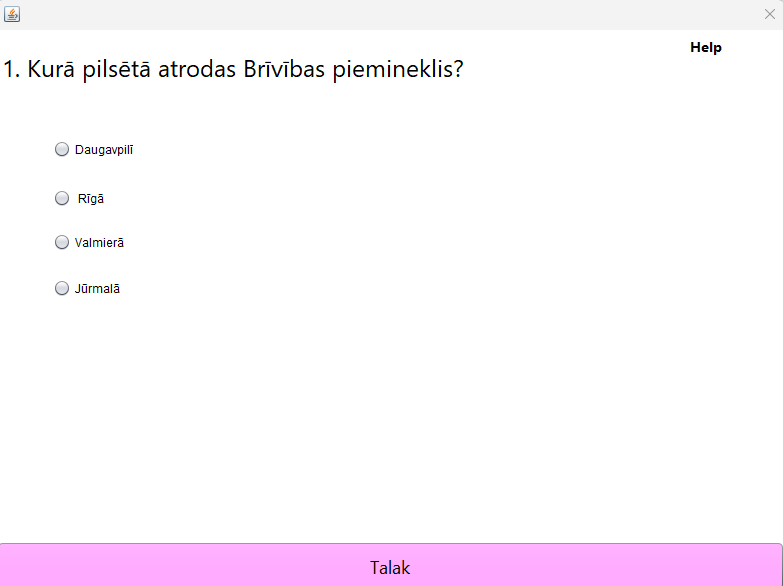 Help
1. Kurā pilsētā atrodas Brīvības piemineklis?
Daugavpilī
Rīgā
Valmierā
Jūrmalā
Talak